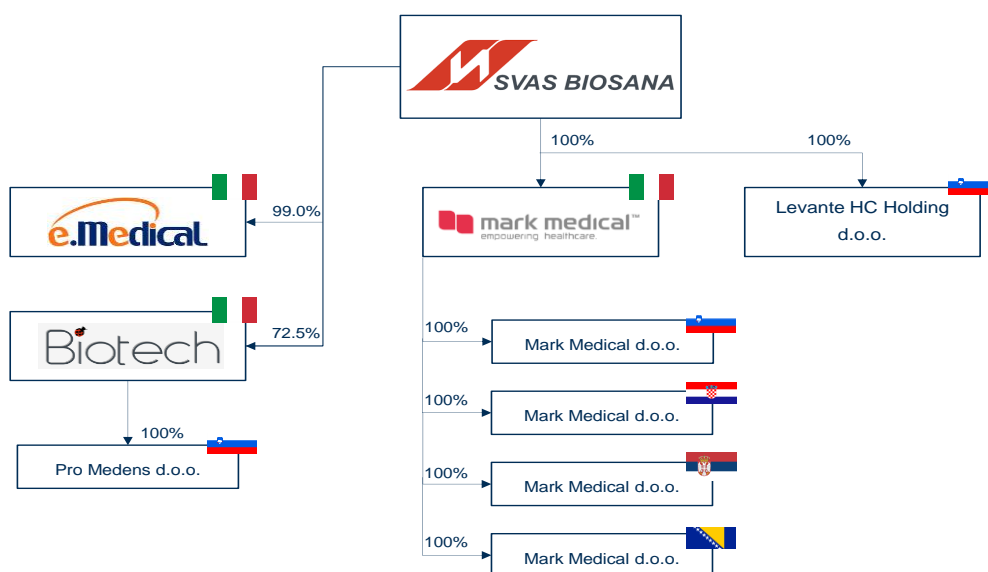 SVAS BIOSANA
100%
100%
99.0%
e.Medical
mark medical™
empowering healthcare.
Levante HC Holding
d.o.o.
Biotech
72.5%
100%
Mark Medical d.o.o.
100%
Mark Medical d.o.o.
100%
Pro Medens d.o.o.
100%
Mark Medical d.o.o.
100%
Mark Medical d.o.o.